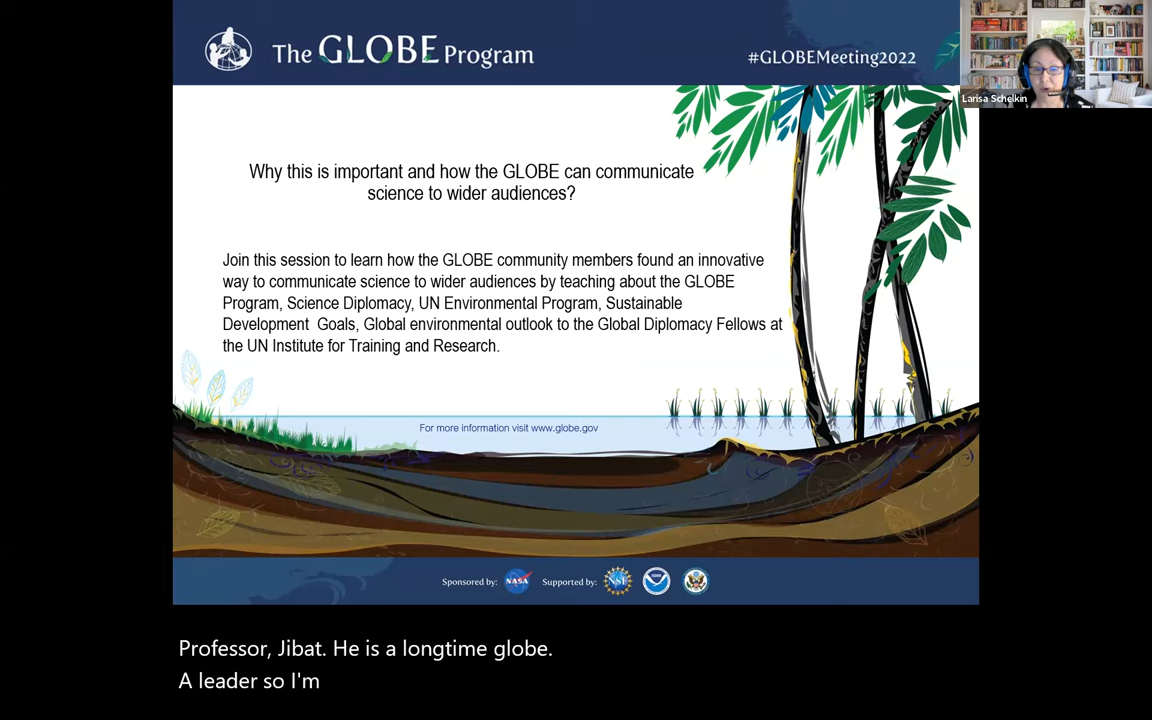 The GLOBE Program
#GLOBEMeeting2022
Larisa Schelkin
Why this is important and how the GLOBE can communicate
science to wider audiences?
Join this session to learn how the GLOBE community members found an innovative
way to communicate science to wider audiences by teaching about the GLOBE
Program, Science Diplomacy, UN Environmental Program, Sustainable
Development Goals, Global environmental outlook to the Global Diplomacy Fellows at
the UN Institute for Training and Research.
For more information visit www.globe.gov
Sponsored by: NASA Supported by: NSF
Professor, Jibat. He is a longtime globe.
A leader so I'm